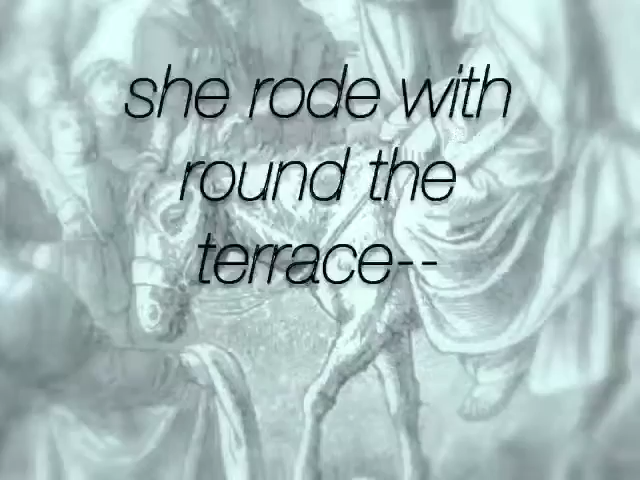 she rode with
round the
terrace--